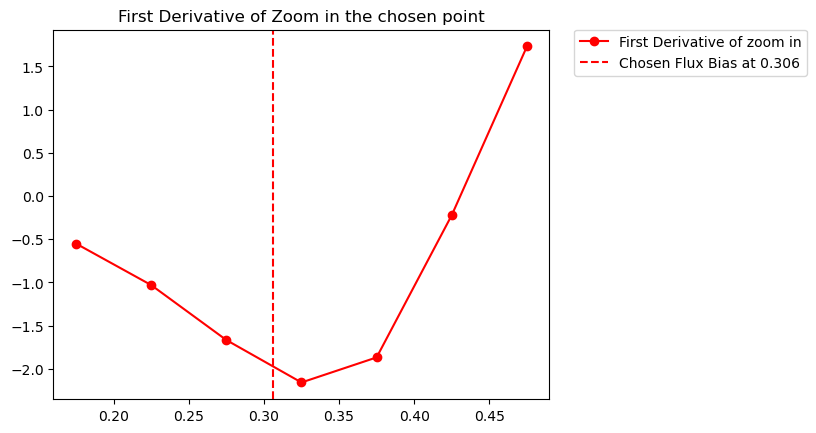 First Derivative of Zoom in the chosen point
First Derivative of zoom in
Chosen Flux Bias at 0.306
1.5
1.0
0.5
0.0
−0.5
−1.0
−1.5
−2.0
0.20 0.25 0.30 0.35 0.40 0.45